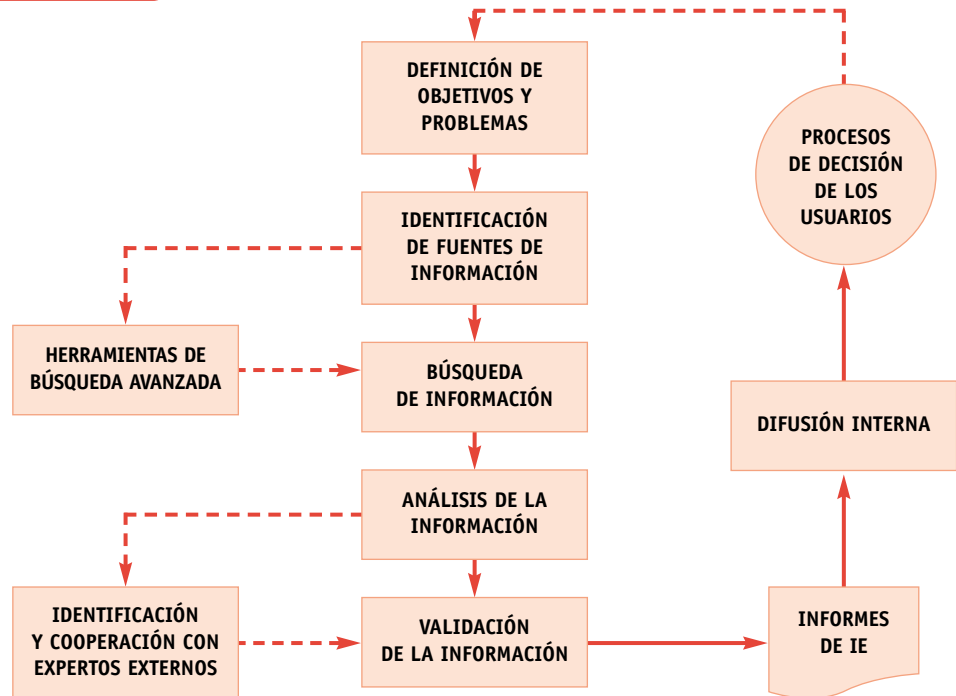 DEFINICIÓN DE
OBJETIVOS Y
PROBLEMAS
PROCESOS
DE DECISIÓN
DE LOS
USUARIOS
IDENTIFICACIÓN
DE FUENTES DE
INFORMACIÓN
HERRAMIENTAS DE
BÚSQUEDA AVANZADA
BÚSQUEDA
DE INFORMACIÓN
DIFUSIÓN INTERNA
ANÁLISIS DE LA
INFORMACIÓN
IDENTIFICACIÓN
Y COOPERACIÓN CON
EXPERTOS EXTERNOS
VALIDACIÓN
DE LA INFORMACIÓN
INFORMES
DE IE